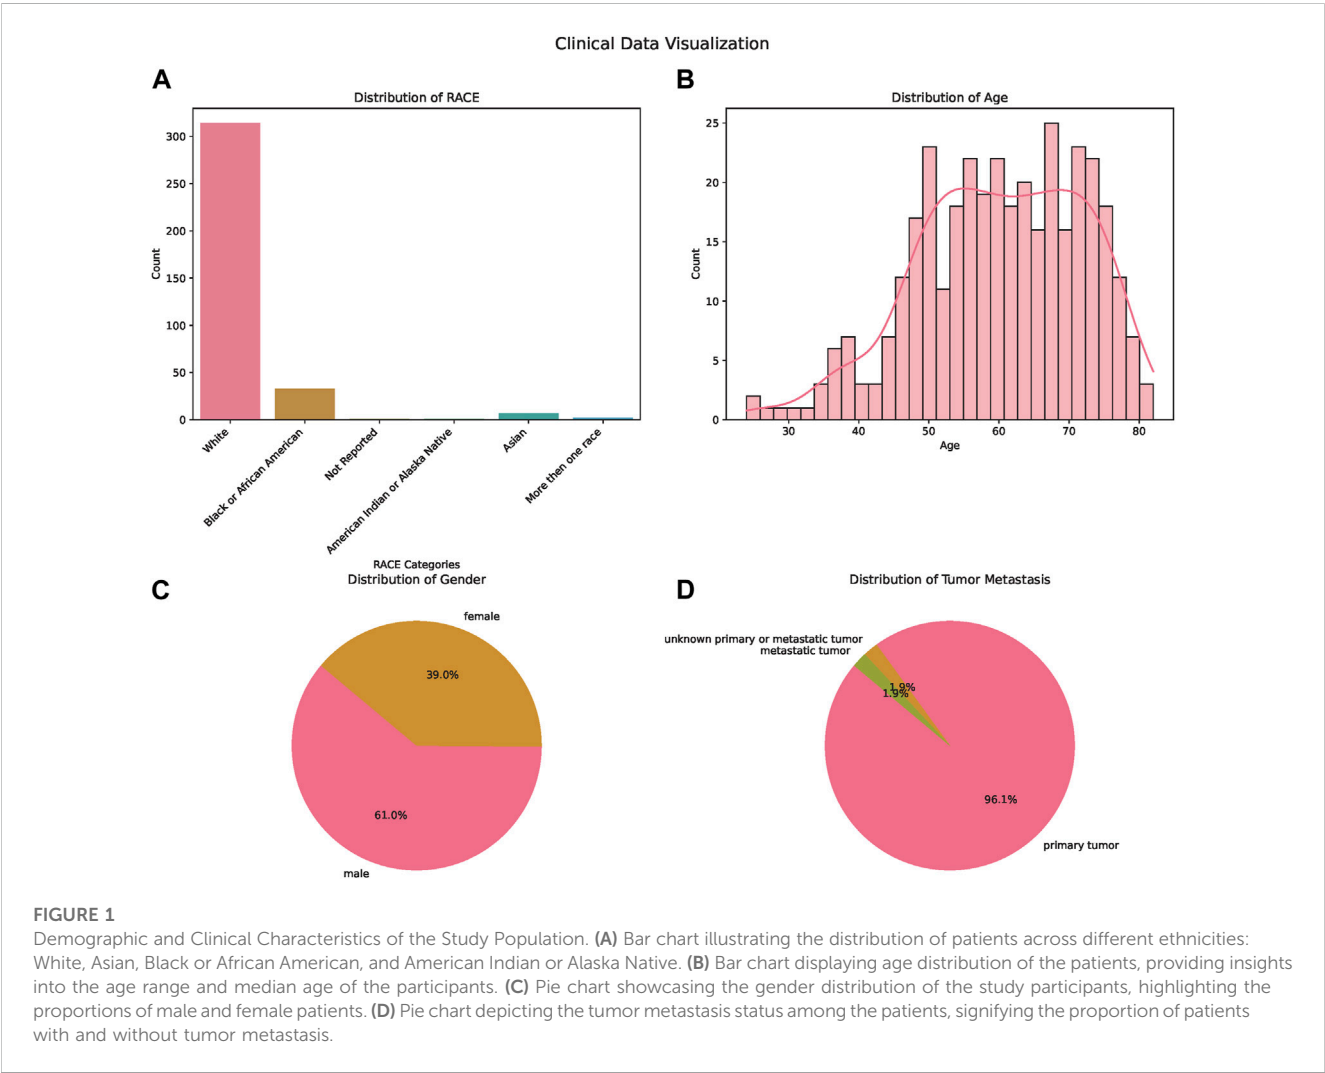 Clinical Data Visualization
A
Distribution of RACE
300
250
200
150
100
50
0
Count
White
Black or African American
Not Reported
American Indian or Alaska Native
Asian
More then one race
RACE Categories
B
Distribution of Age
25
20
15
10
5
0
Count
30 40 50 60 70 80
Age
C
Distribution of Gender
female
39.0%
61.0%
male
D
Distribution of Tumor Metastasis
unknown primary or metastatic tumor
metastatic tumor
1.9%
1.9%
96.1%
primary tumor
FIGURE 1
Demographic and Clinical Characteristics of the Study Population. (A) Bar chart illustrating the distribution of patients across different ethnicities:
White, Asian, Black or African American, and American Indian or Alaska Native. (B) Bar chart displaying age distribution of the patients, providing insights
into the age range and median age of the participants. (C) Pie chart showcasing the gender distribution of the study participants, highlighting the
proportions of male and female patients. (D) Pie chart depicting the tumor metastasis status among the patients, signifying the proportion of patients
with and without tumor metastasis.